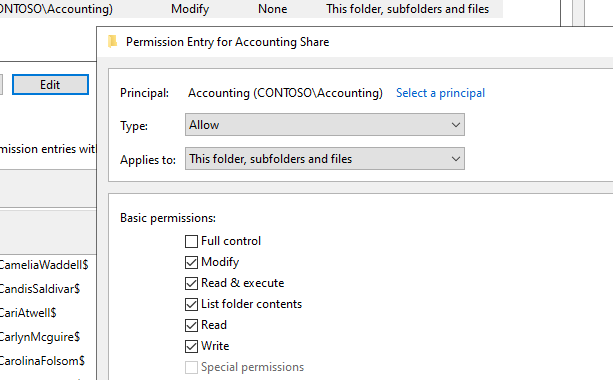 ONTOSO\Accounting) Modify None This folder, subfolders and files
Permission Entry for Accounting Share
Edit
Principal: Accounting (CONTOSO\Accounting) Select a principal
Type: Allow
mission entries wit
Applies to: This folder, subfolders and files
Basic permissions:
Full control
Modify
CameliaWaddell$
Read & execute
CandisSaldivar$
List folder contents
CariAtwell$
Read
CarlynMcguire$
Write
CarolinaFolsom$
Special permissions